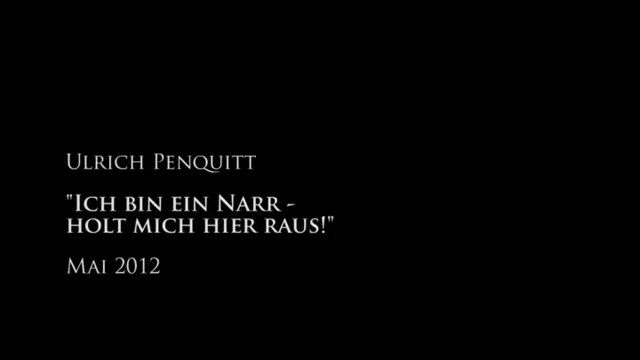 Ulrich Penquitt
"Ich bin ein Narr -
holt mich hier raus!"
Mai 2012